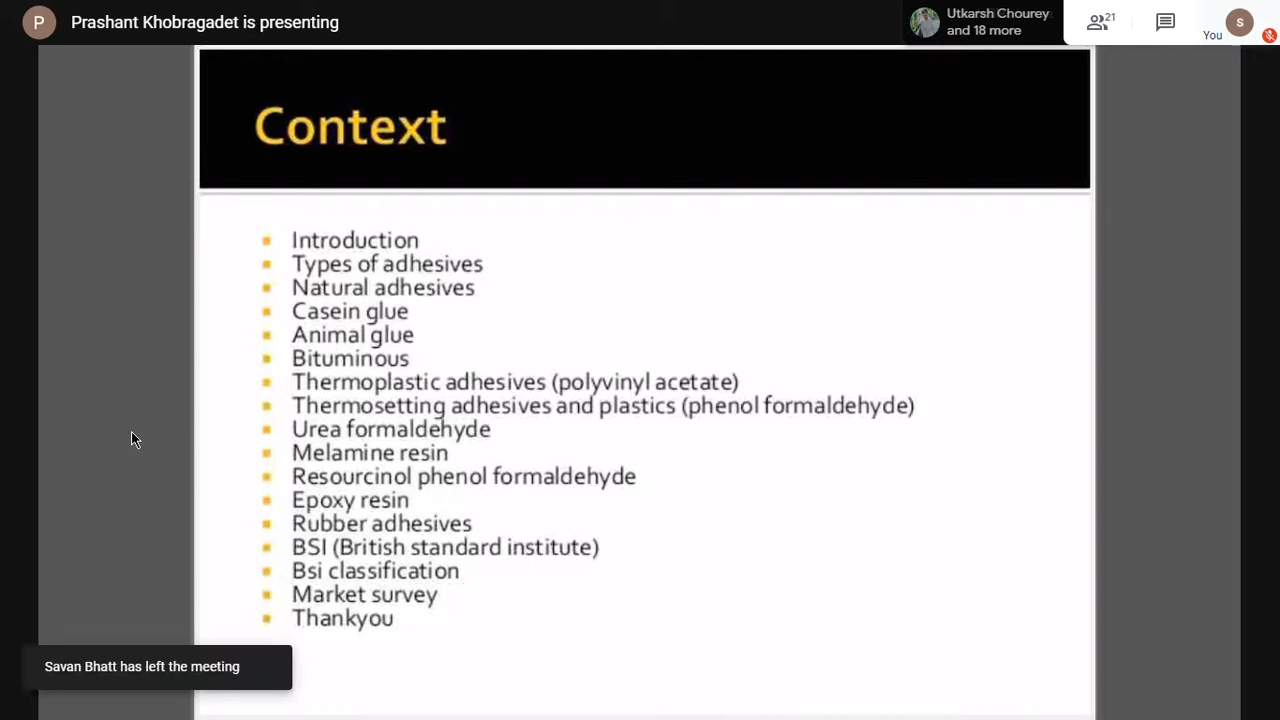 P
Prashant Khobragadet is presenting
Utkarsh Chourey
and 18 more
21
You
S
Context
Introduction
Types of adhesives
Natural adhesives
Casein glue
Animal glue
Bituminous
Thermoplastic adhesives (polyvinyl acetate)
Thermosetting adhesives and plastics (phenol formaldehyde)
Urea formaldehyde
Melamine resin
Resourcinol phenol formaldehyde
Epoxy resin
Rubber adhesives
BSI (British standard institute)
Bsi classification
Market survey
Thankyou
Savan Bhatt has left the meeting